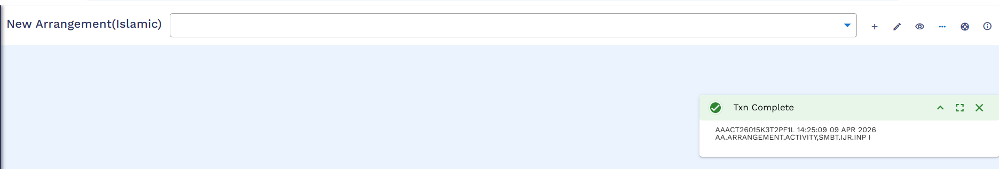 New Arrangement(Islamic)
Txn Complete
AAACT26015K3T2PF1L 14:25:09 09 APR 2026
AA.ARRANGEMENT.ACTIVITY,SMBT.IJR.INP I